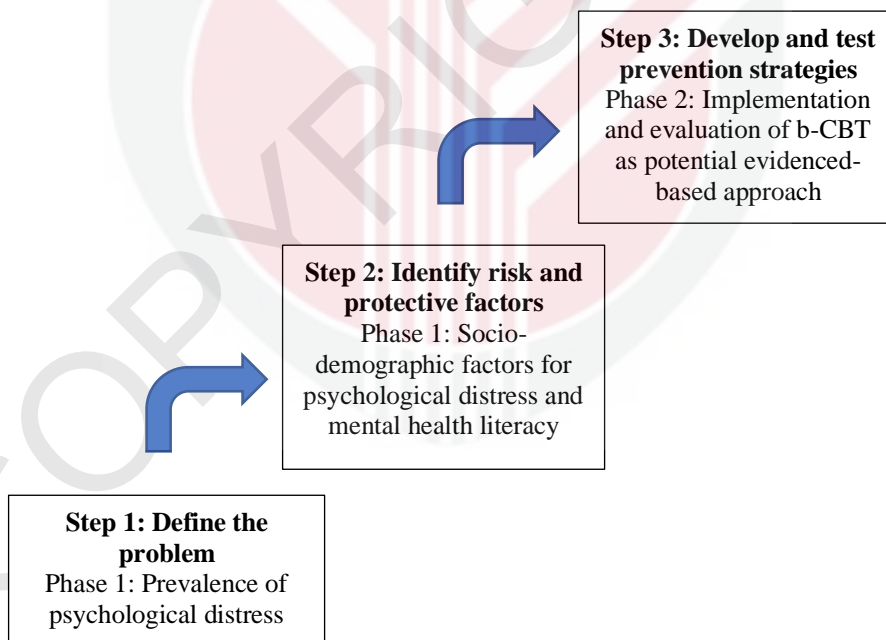 Step 3: Develop and test
prevention strategies
Phase 2: Implementation
and evaluation of b-CBT
as potential evidenced-
based approach
Step 2: Identify risk and
protective factors
Phase 1: Socio-
demographic factors for
psychological distress and
mental health literacy
Step 1: Define the
problem
Phase 1: Prevalence of
psychological distress
COPYRIG